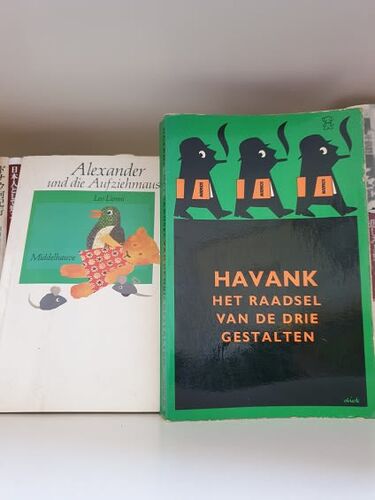 Alexander
und die Aufziehmaus
Leo Lionni
Middelhauve
HAVANK
HET RAADSEL
VAN DE DRIE
GESTALTEN